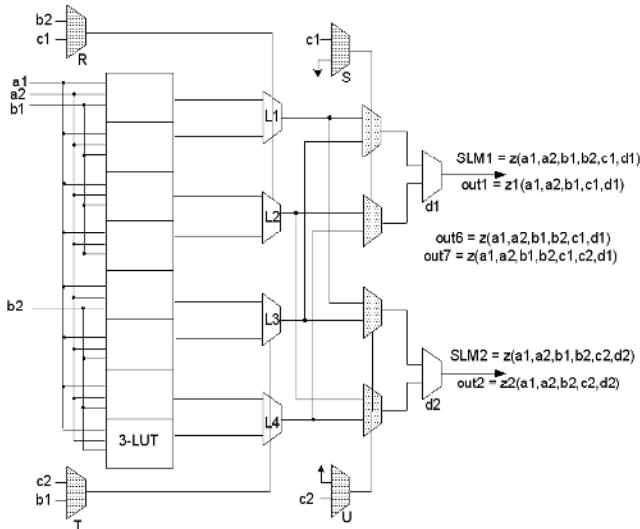 b2
c1
R
c1
S
a1
a2
b1
L1
L2
L3
L4
b2
3-LUT
c2
b1
T
c2
U
d1
SLM1 = z(a1,a2,b1,b2,c1,d1)
out1 = z1(a1,a2,b1,c1,d1)
out6 = z(a1,a2,b1,b2,c1,d1)
out7 = z(a1,a2,b1,b2,c1,c2,d1)
SLM2 = z(a1,a2,b1,b2,c2,d2)
out2 = z2(a1,a2,b2,c2,d2)
d2